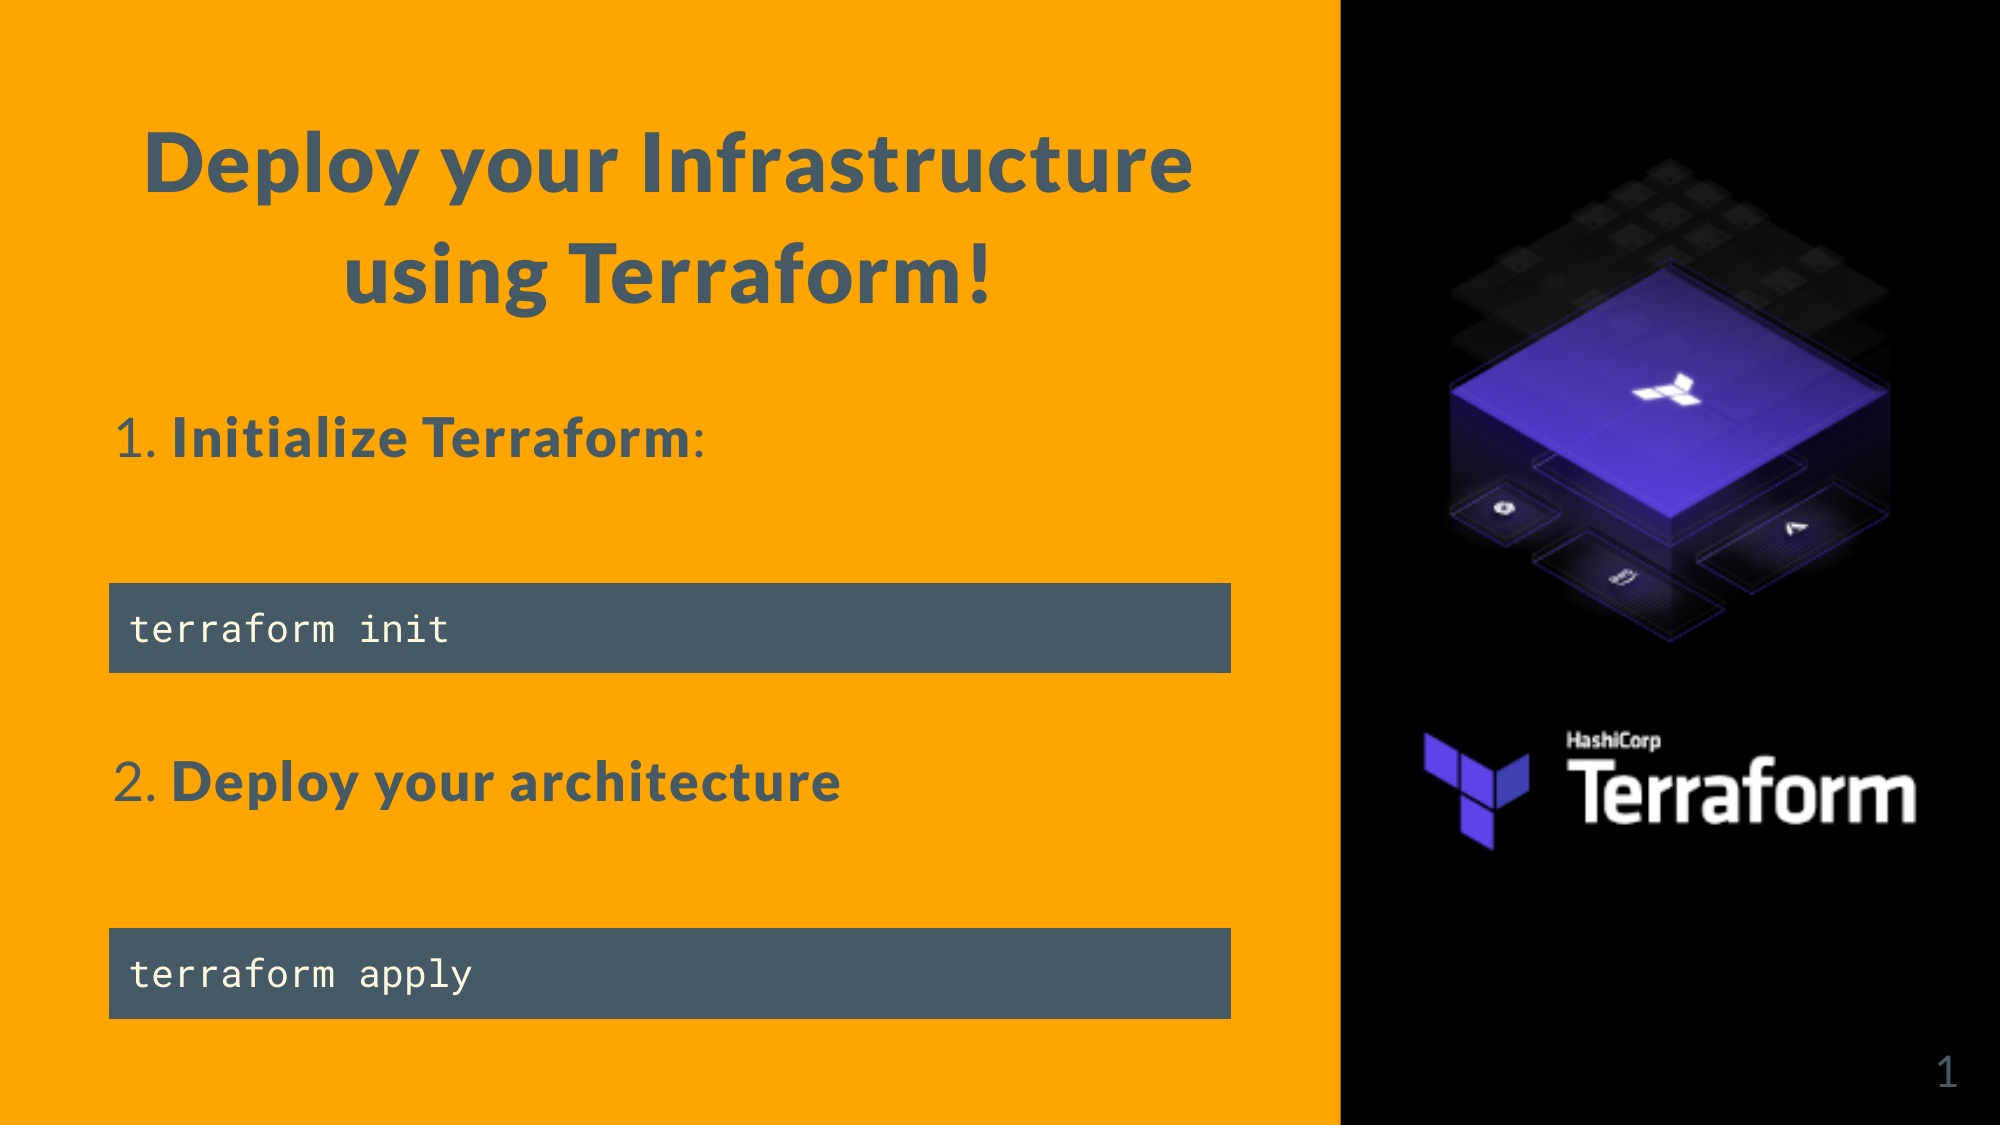 Deploy your Infrastructure
using Terraform!
1. Initialize Terraform:
terraform init
2. Deploy your architecture
terraform apply
HashiCorp
Terraform
1